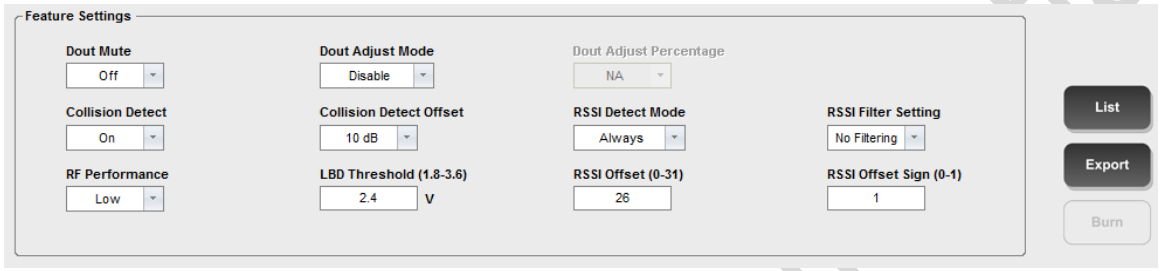 Feature Settings
Dout Mute Dout Adjust Mode Dout Adjust Percentage
Off Disable NA
Collision Detect Collision Detect Offset RSSI Detect Mode RSSI Filter Setting
On 10 dB Always No Filtering
RF Performance LBD Threshold (1.8-3.6) RSSI Offset (0-31) RSSI Offset Sign (0-1)
Low 2.4 V 26 1
List
Export
Burn